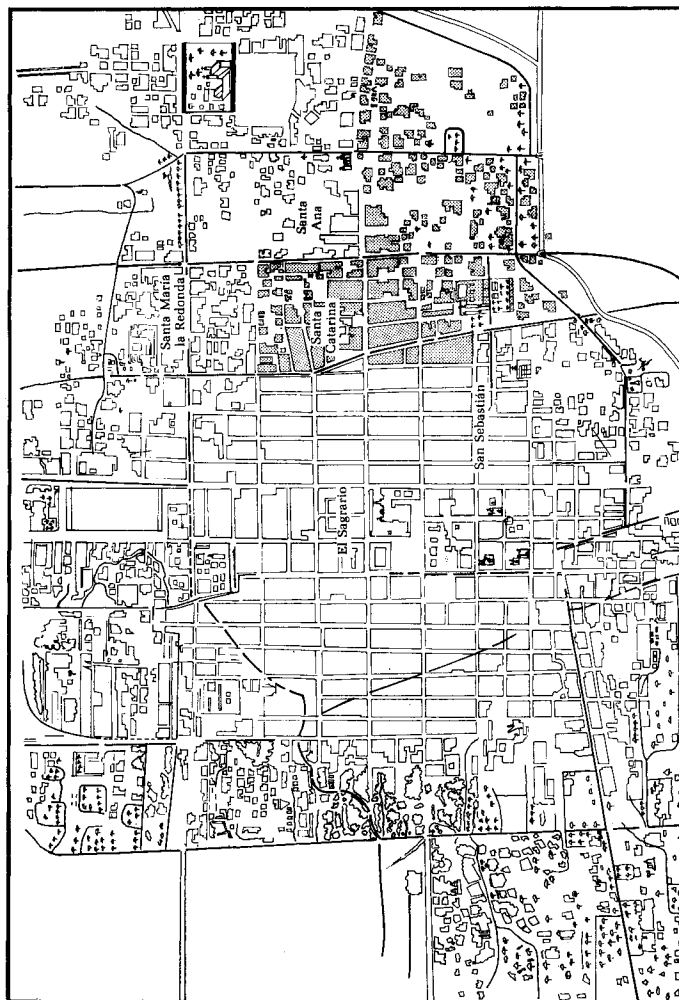 Santa María
la Redonda
Santa
Ana
Santa
Catarina
San Sebastián
El Sagrario